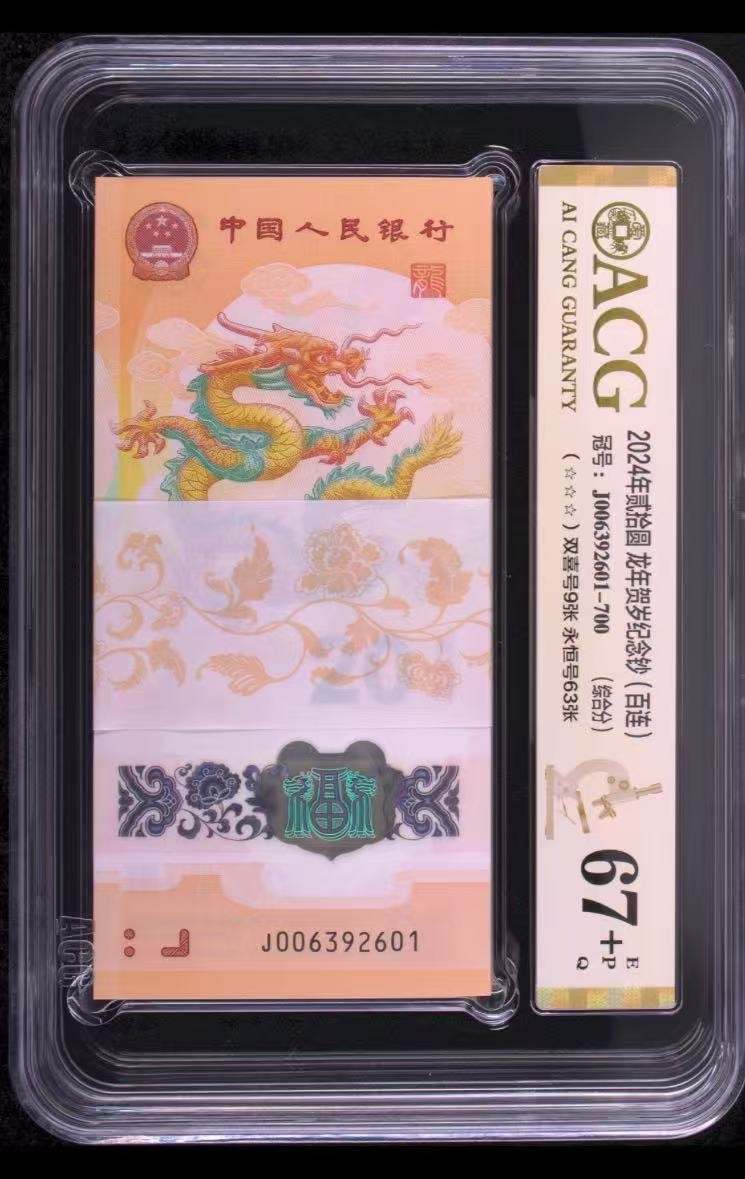 中国人民银行
龍
J006392601
ACG
AI CANG GUARANTY
2024年贰拾圆 龙年贺岁纪念钞（百连）
冠号：J006392601-700 （综合分）
（☆☆☆）双喜号9张 永恒号63张
67+
E
P
Q
ACG